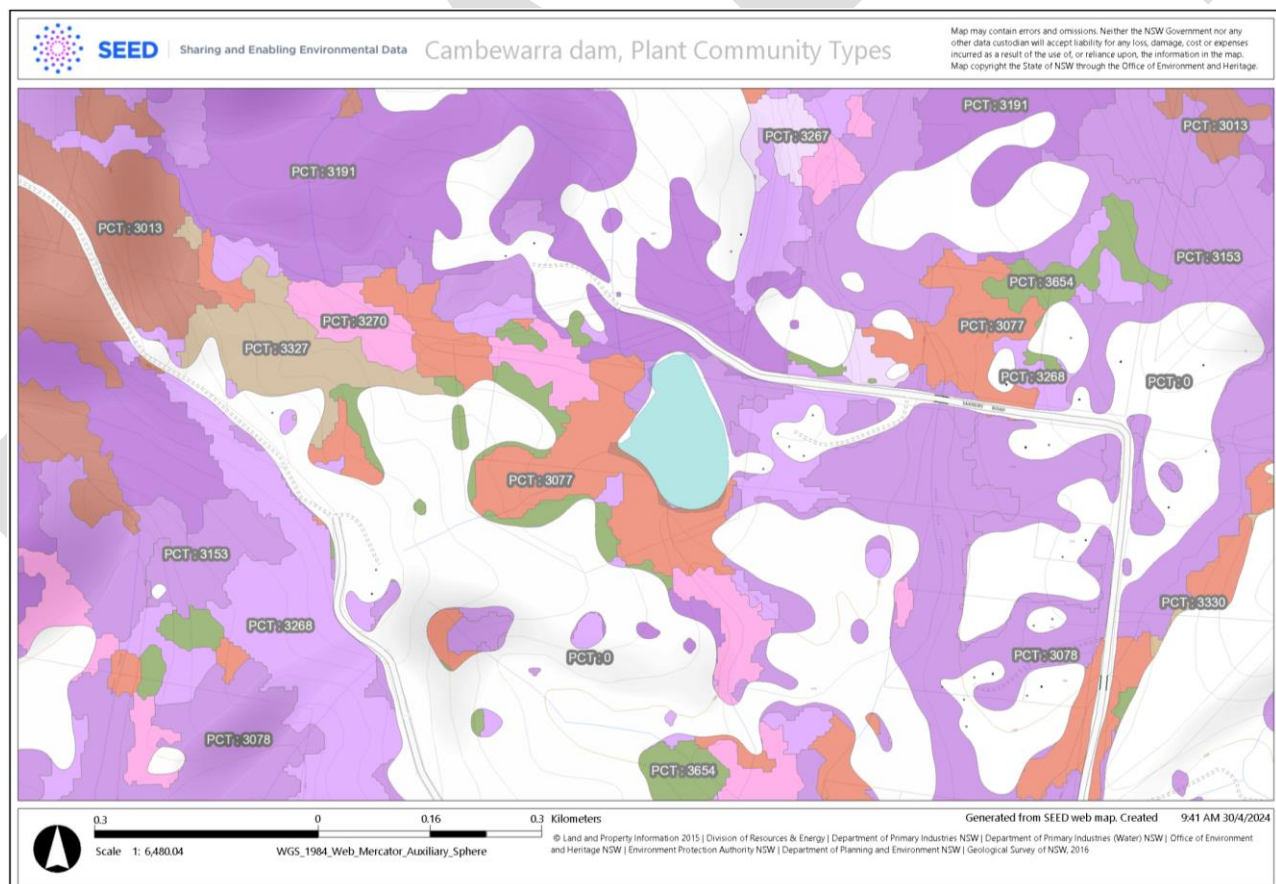 SEED
Sharing and Enabling Environmental Data
Cambewarra dam, Plant Community Types
Map may contain errors and omissions. Neither the NSW Government nor any
other data custodian will accept liability for any loss, damage, cost or expenses
incurred as a result of the use of, or reliance upon, the information in the map.
Map copyright the State of NSW through the Office of Environment and Heritage.
PCT : 3191
PCT : 3267
PCT : 3013
PCT : 3191
PCT : 3013
PCT : 3153
PCT : 3654
PCT : 3270
PCT : 3077
PCT : 3327
PCT : 3268
PCT : 0
ROAD
PCT : 3077
PCT : 3153
PCT : 3330
PCT : 3268
PCT : 0
PCT : 3078
PCT : 3078
PCT : 3654
0.3
0
0.16
0.3
Kilometers
Generated from SEED web map. Created
9:41 AM 30/4/2024
Scale 1: 6,480.04
WGS_1984_Web_Mercator_Auxiliary_Sphere
© Land and Property Information 2015 | Division of Resources & Energy | Department of Primary Industries NSW | Department of Primary Industries (Water) NSW | Office of Environment
and Heritage NSW | Environment Protection Authority NSW | Department of Planning and Environment NSW | Geological Survey of NSW, 2016